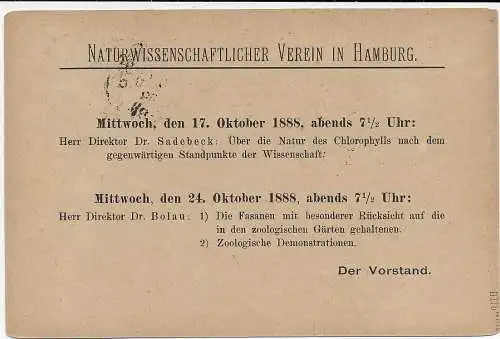 NATURWISSENSCHAFTLICHER VEREIN IN HAMBURG.
Mittwoch, den 17. Oktober 1888, abends 7½ Uhr:
Herr Direktor Dr. Sadebeck: Über die Natur des Chlorophylls nach dem
gegenwärtigen Standpunkte der Wissenschaft.
Mittwoch, den 24. Oktober 1888, abends 7½ Uhr:
Herr Direktor Dr. Bolau: 1) Die Fasanen mit besonderer Rücksicht auf die
in den zoologischen Gärten gehaltenen.
2) Zoologische Demonstrationen.
Der Vorstand.